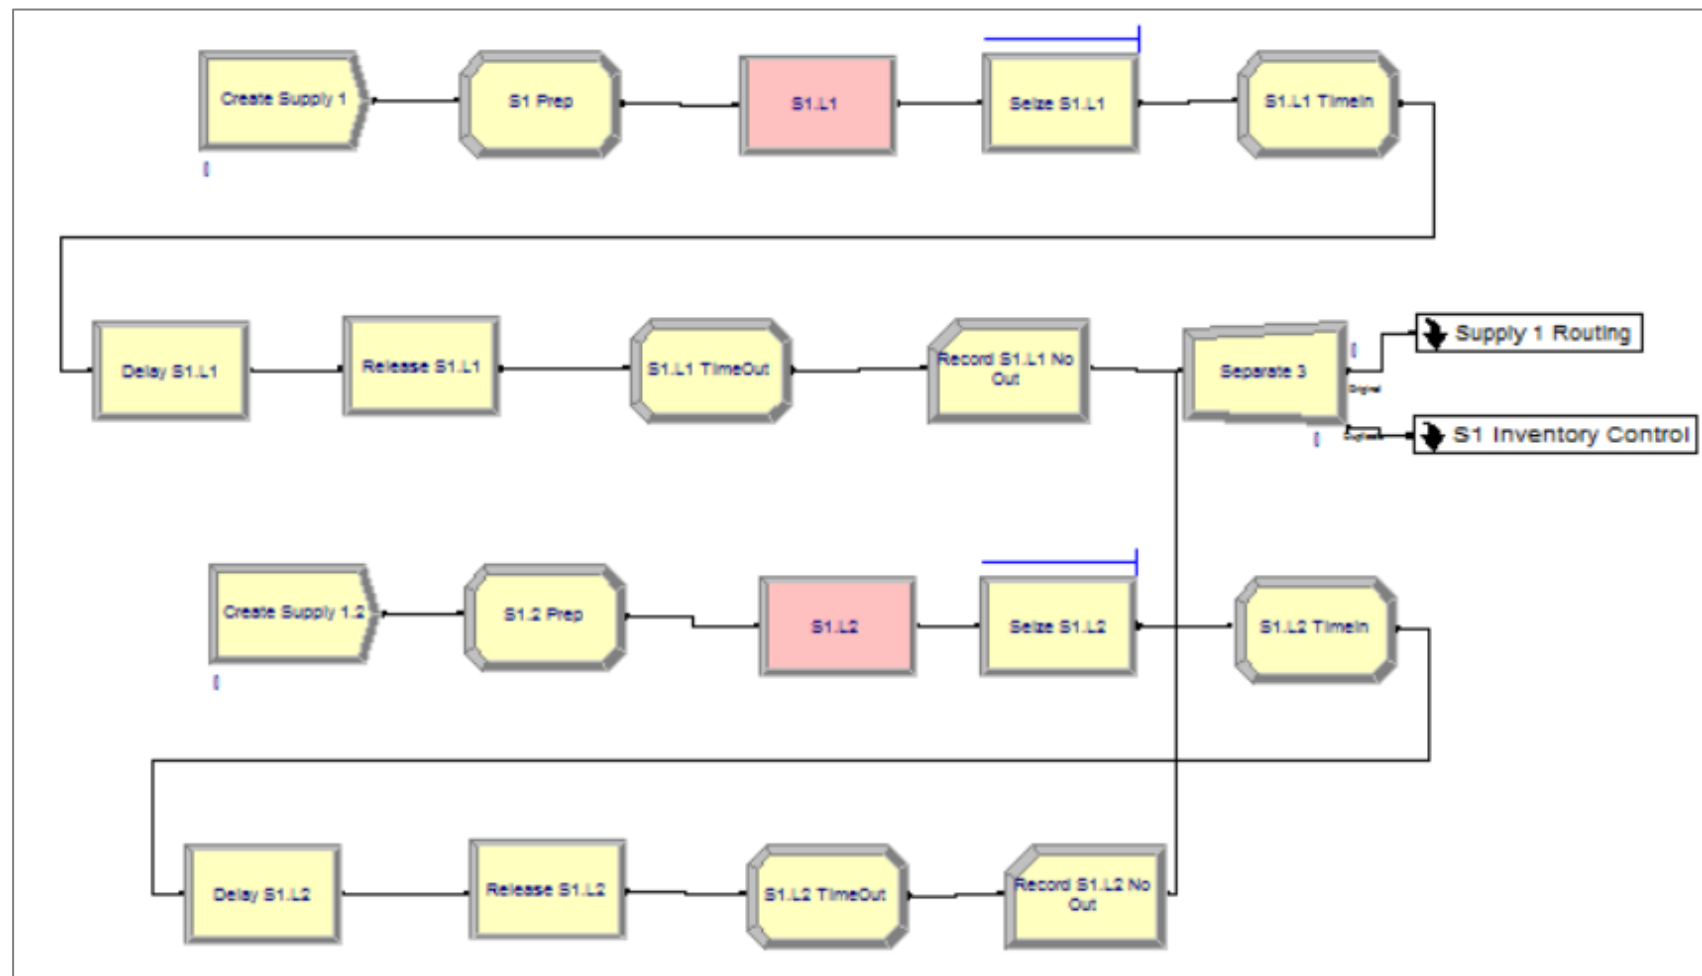 Create Supply 1
S1 Prep
S1.L1
Seize S1.L1
S1.L1 TimeIn
Delay S1.L1
Release S1.L1
S1.L1 TimeOut
Record S1.L1 No
Out
Separate 3
Original
Supply 1 Routing
S1 Inventory Control
Create Supply 1.2
S1.2 Prep
S1.L2
Seize S1.L2
S1.L2 TimeIn
Delay S1.L2
Release S1.L2
S1.L2 TimeOut
Record S1.L2 No
Out